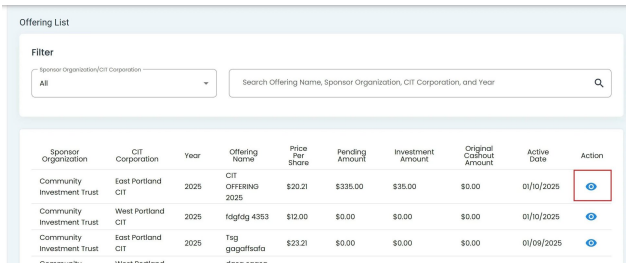 Offering List
Filter
Sponsor Organization/CIT Corporation
All
Search Offering Name, Sponsor Organization, CIT Corporation, and Year
Sponsor Organization CIT Corporation Year Offering Name Price Per Share Pending Amount Investment Amount Original Cashout Amount Active Date Action
Community Investment Trust East Portland CIT 2025 CIT OFFERING 2025 $20.21 $335.00 $35.00 $0.00 01/10/2025
Community Investment Trust West Portland CIT 2025 fdgfdg 4353 $12.00 $0.00 $0.00 $0.00 01/10/2025
Community Investment Trust East Portland CIT 2025 Tsg gagaffsafa $23.21 $0.00 $0.00 $0.00 01/09/2025